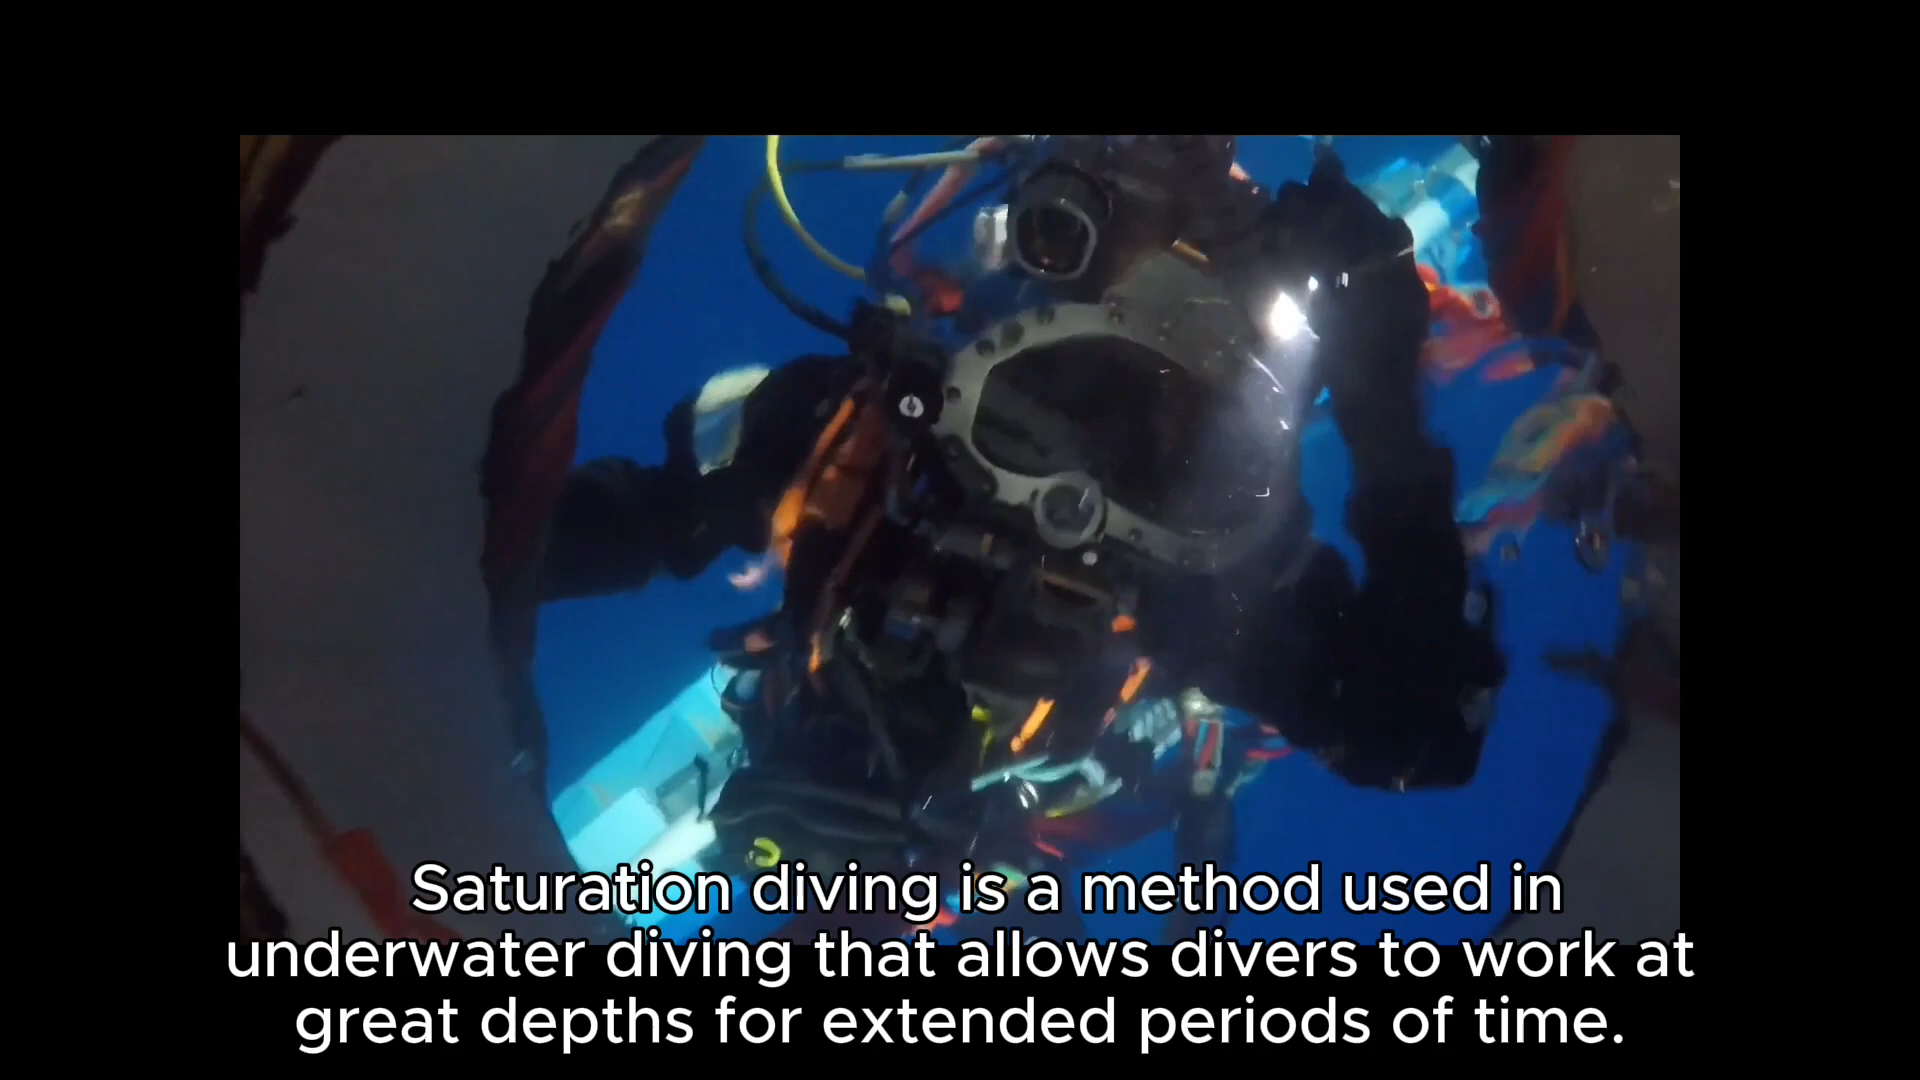 Saturation diving is a method used in
underwater diving that allows divers to work at
great depths for extended periods of time.